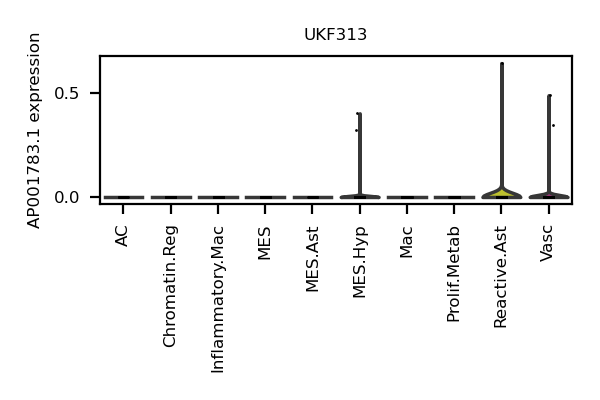 UKF313
AP001783.1 expression
0.5
0.0
AC
Chromatin.Reg
Inflammatory.Mac
MES
MES.Ast
MES.Hyp
Mac
Prolif.Metab
Reactive.Ast
Vasc